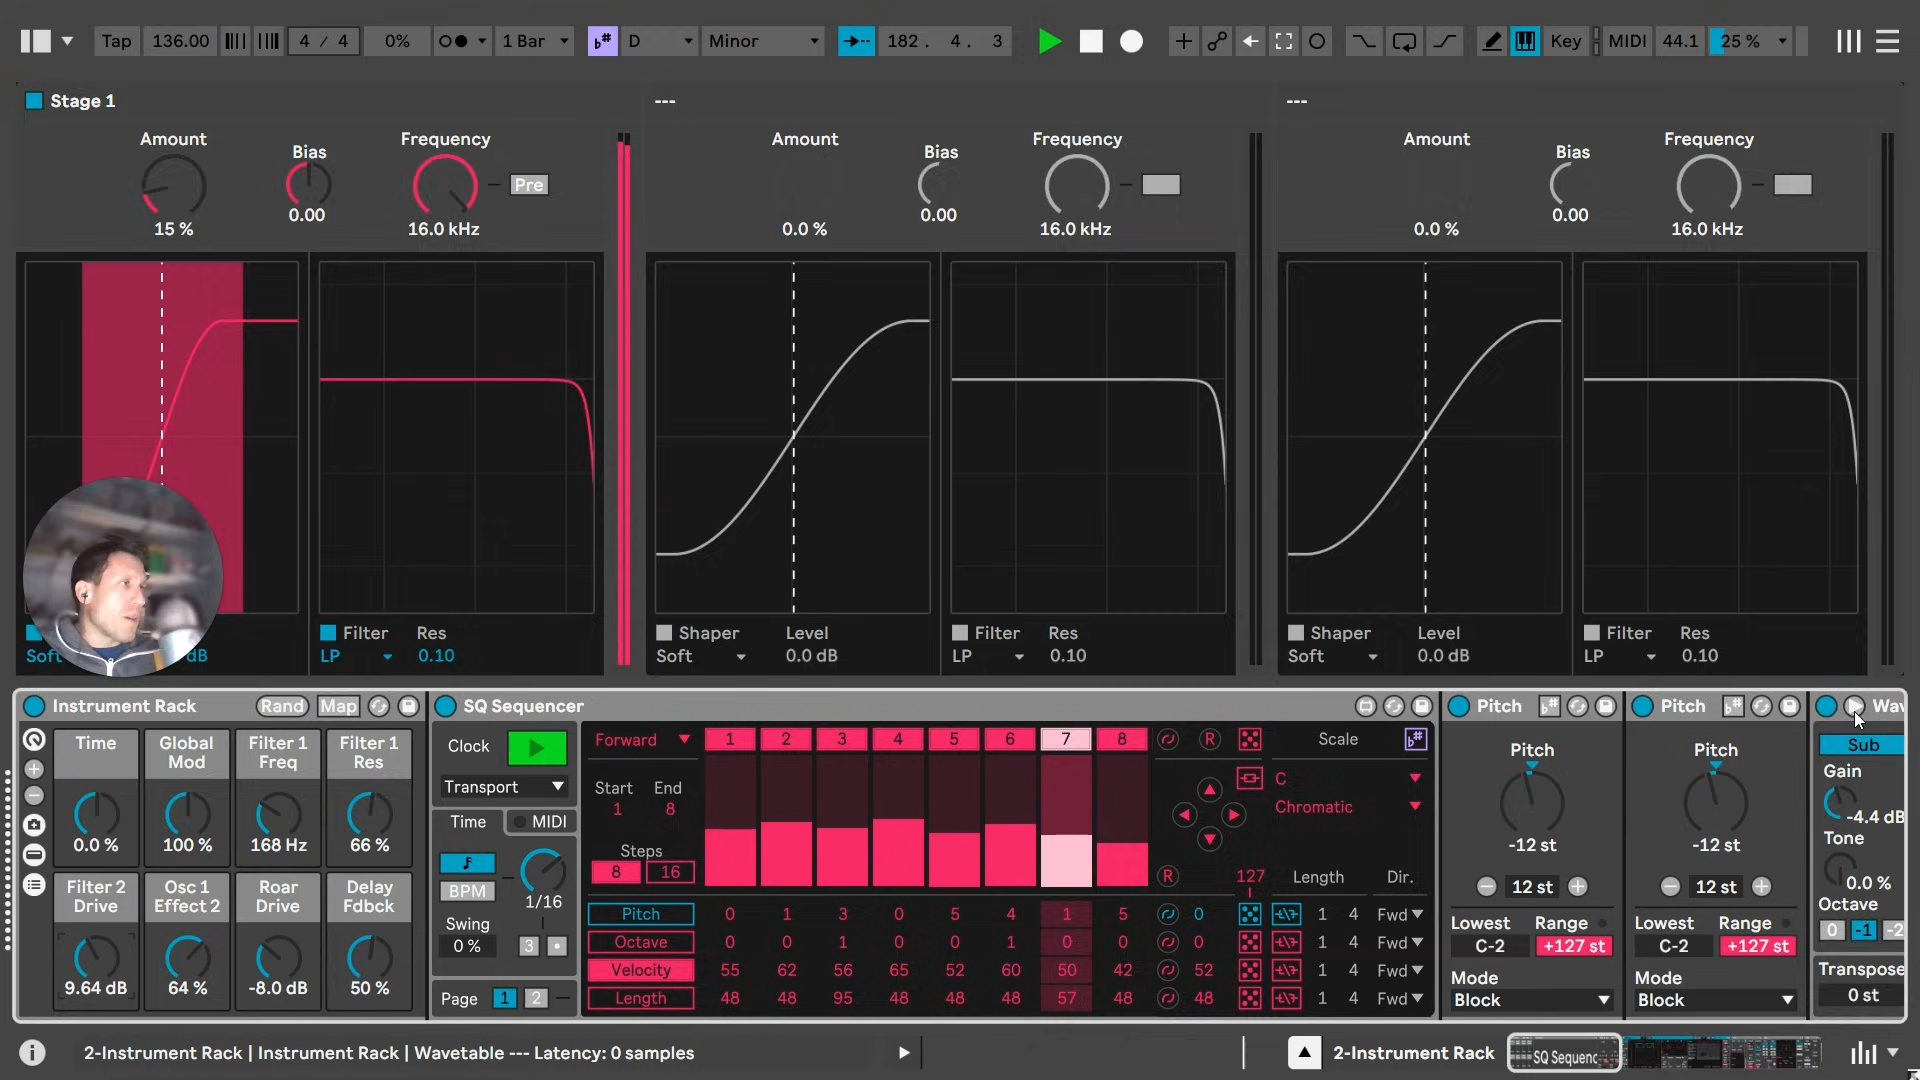 Tap 136.00 4 / 4 0% 1 Bar D Minor 182 . 4 . 3 Key MIDI 44.1 25 %
Stage 1 --- ---
Amount Bias Frequency Amount Bias Frequency Amount Bias Frequency
Pre
15 % 0.00 16.0 kHz 0.0 % 0.00 16.0 kHz 0.0 % 0.00 16.0 kHz
Filter Res Shaper Level Filter Res Shaper Level Filter Res
Soft dB LP 0.10 Soft 0.0 dB LP 0.10 Soft 0.0 dB LP 0.10
Instrument Rack Rand Map
Time Global Mod Filter 1 Freq Filter 1 Res
0.0 % 100 % 168 Hz 66 %
Filter 2 Drive Osc 1 Effect 2 Roar Drive Delay Fdbck
9.64 dB 64 % -8.0 dB 50 %
SQ Sequencer
Clock
Transport
Time MIDI
BPM
1/16
Swing
0 % 3
Page 1 2
Forward 1 2 3 4 5 6 7 8 R Scale
Start End
1 8
C
Chromatic
Steps
8 16
R 127 Length Dir.
Pitch 0 1 3 0 5 4 1 5 0 1 4 Fwd
Octave 0 0 1 0 0 1 0 0 0 1 4 Fwd
Velocity 55 62 56 65 52 60 50 42 52 1 4 Fwd
Length 48 48 95 48 48 48 57 48 48 1 4 Fwd
Pitch
Pitch
-12 st
12 st
Lowest Range
C-2 +127 st
Mode
Block
Pitch
Pitch
-12 st
12 st
Lowest Range
C-2 +127 st
Mode
Block
Wav
Sub
Gain
-4.4 dB
Tone
0.0 %
Octave
0 -1 -2
Transpose
0 st
2-Instrument Rack | Instrument Rack | Wavetable --- Latency: 0 samples
2-Instrument Rack SQ Sequenc